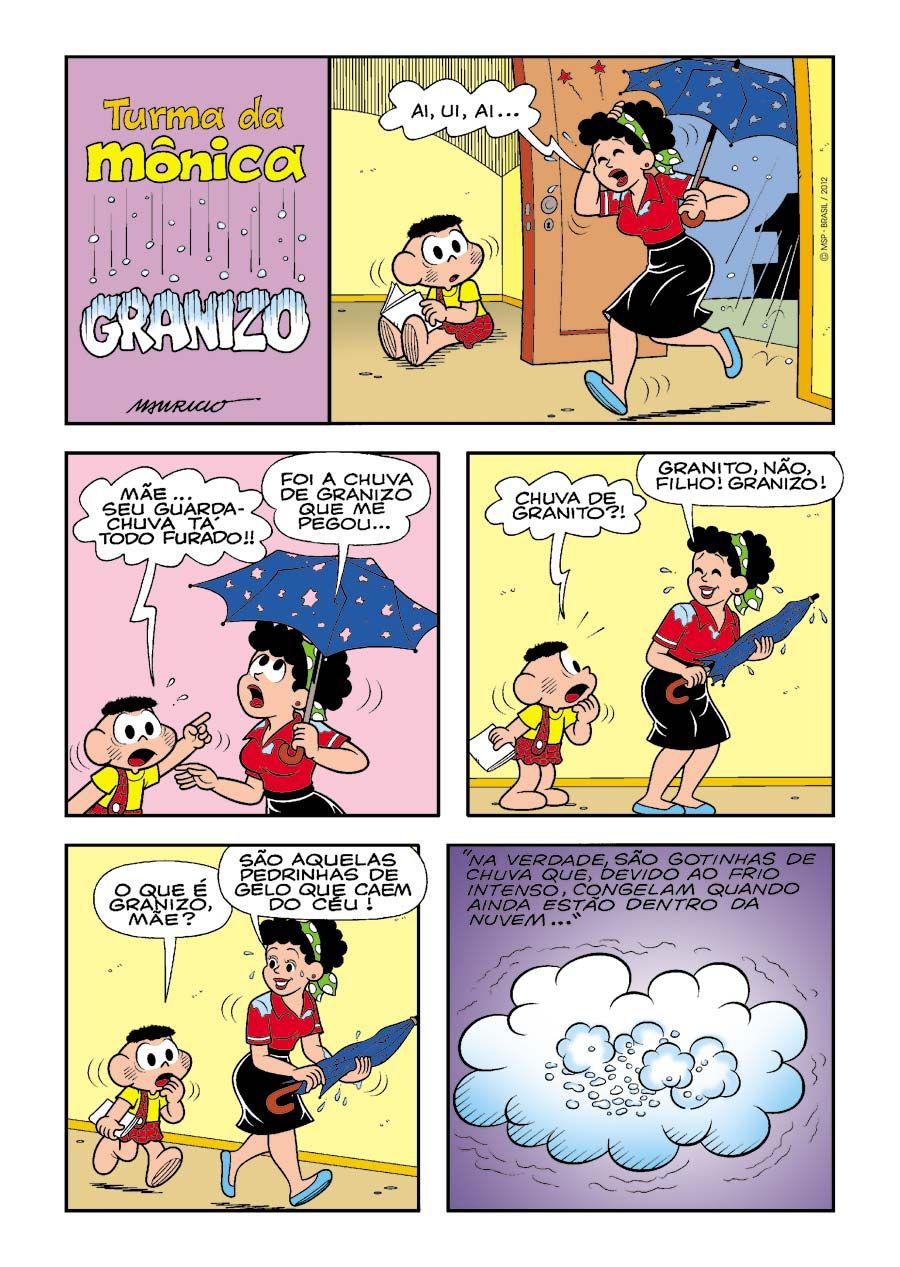 Turma da
mônica
GRANIZO
MAURICIO
AI, UI, AI...
© MSP - BRASIL / 2012
MÃE...
SEU GUARDA-
CHUVA TÁ
TODO FURADO!!
FOI A CHUVA
DE GRANIZO
QUE ME
PEGOU...
CHUVA DE
GRANITO?!
GRANITO, NÃO,
FILHO! GRANIZO!
O QUE É
GRANIZO,
MÃE?
SÃO AQUELAS
PEDRINHAS DE
GELO QUE CAEM
DO CÉU!
"NA VERDADE, SÃO GOTINHAS DE
CHUVA QUE, DEVIDO AO FRIO
INTENSO, CONGELAM QUANDO
AINDA ESTÃO DENTRO DA
NUVEM..."